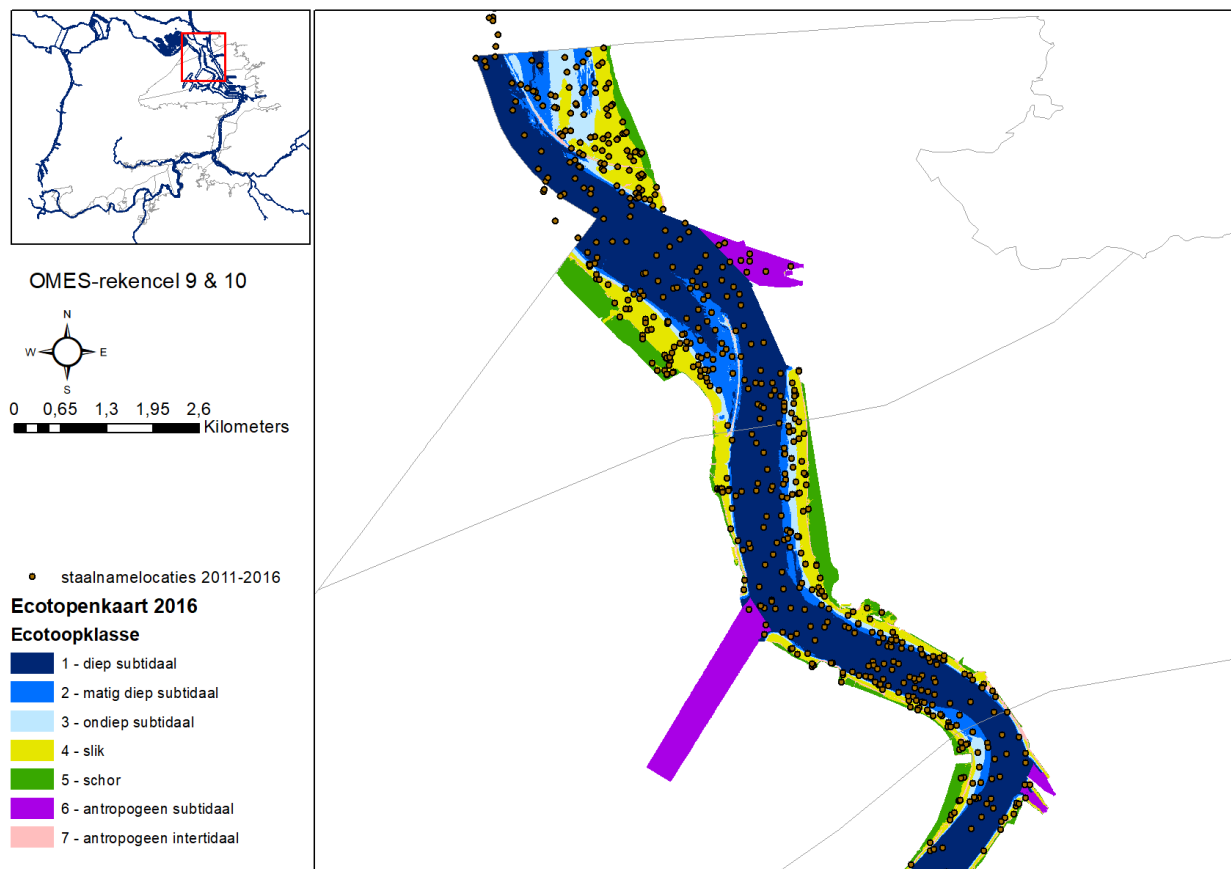 OMES-rekencel 9 & 10
N
W E
S
0 0,65 1,3 1,95 2,6
Kilometers
staalnamelocaties 2011-2016
Ecotopenkaart 2016
Ecotoopklasse
1 - diep subtidaal
2 - matig diep subtidaal
3 - ondiep subtidaal
4 - slik
5 - schor
6 - antropogeen subtidaal
7 - antropogeen intertidaal